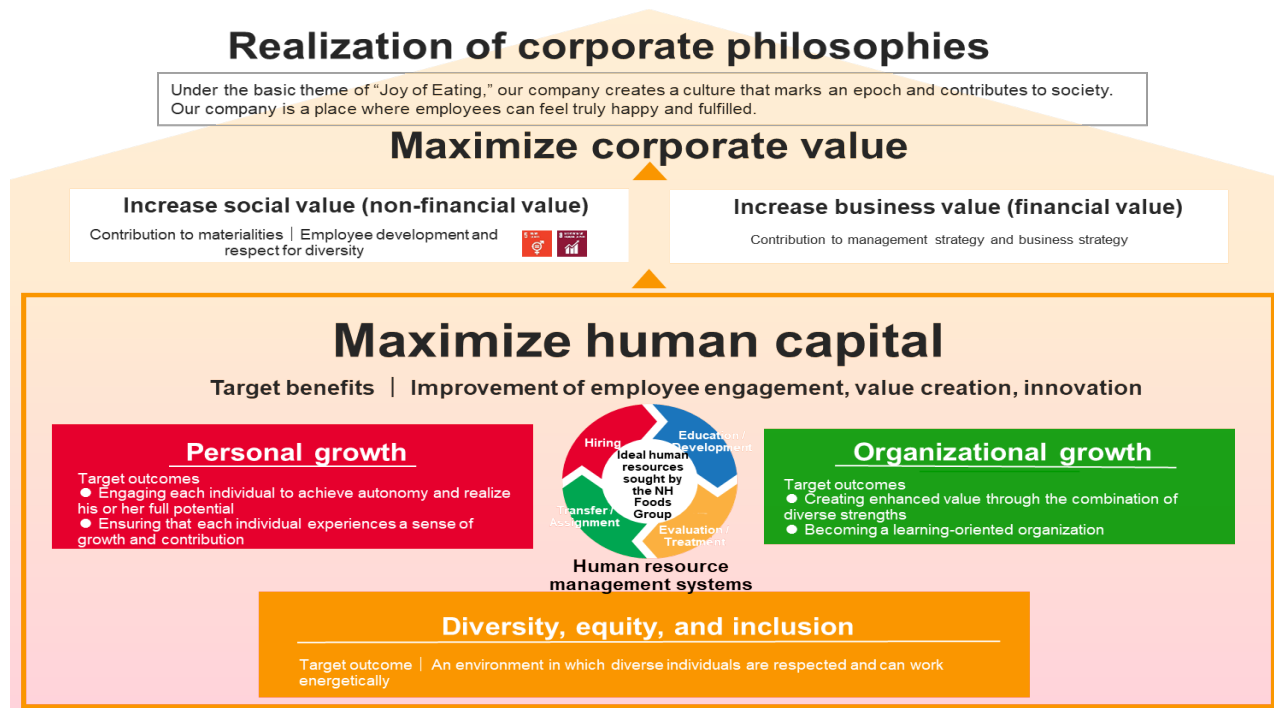 Realization of corporate philosophies
Under the basic theme of “Joy of Eating,” our company creates a culture that marks an epoch and contributes to society.
Our company is a place where employees can feel truly happy and fulfilled.
Maximize corporate value
Increase social value (non-financial value)
Contribution to materialities | Employee development and
respect for diversity
Increase business value (financial value)
Contribution to management strategy and business strategy
Maximize human capital
Target benefits | Improvement of employee engagement, value creation, innovation
Personal growth
Target outcomes
● Engaging each individual to achieve autonomy and realize
his or her full potential
● Ensuring that each individual experiences a sense of
growth and contribution
Hiring
Education /
Development
Ideal human
resources
sought by
the NH
Foods
Group
Transfer /
Assignment
Evaluation /
Treatment
Human resource
management systems
Organizational growth
Target outcomes
● Creating enhanced value through the combination of
diverse strengths
● Becoming a learning-oriented organization
Diversity, equity, and inclusion
Target outcome | An environment in which diverse individuals are respected and can work
energetically